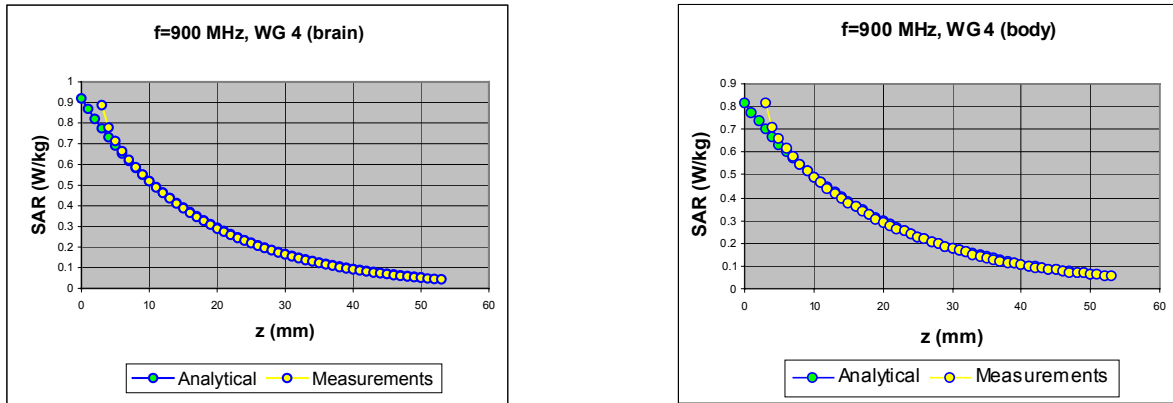 f=900 MHz, WG 4 (brain)
SAR (W/kg)
1
0.9
0.8
0.7
0.6
0.5
0.4
0.3
0.2
0.1
0
0 10 20 30 40 50 60
z (mm)
Analytical Measurements
f=900 MHz, WG 4 (body)
SAR (W/kg)
0.9
0.8
0.7
0.6
0.5
0.4
0.3
0.2
0.1
0
0 10 20 30 40 50 60
z (mm)
Analytical Measurements